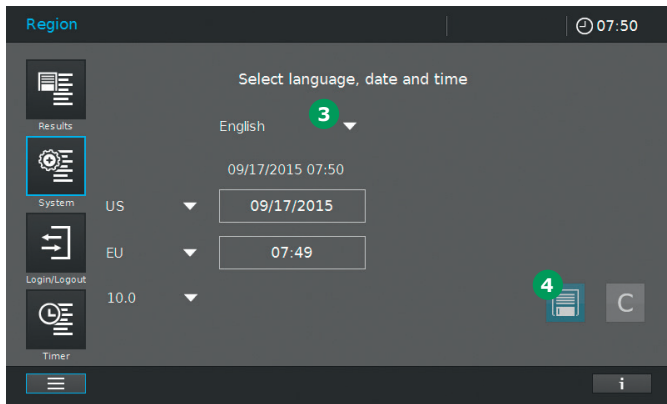 Region
07:50
Results
System
Login/Logout
Timer
Select language, date and time
English
3
09/17/2015 07:50
US
09/17/2015
EU
07:49
10.0
4
C
i